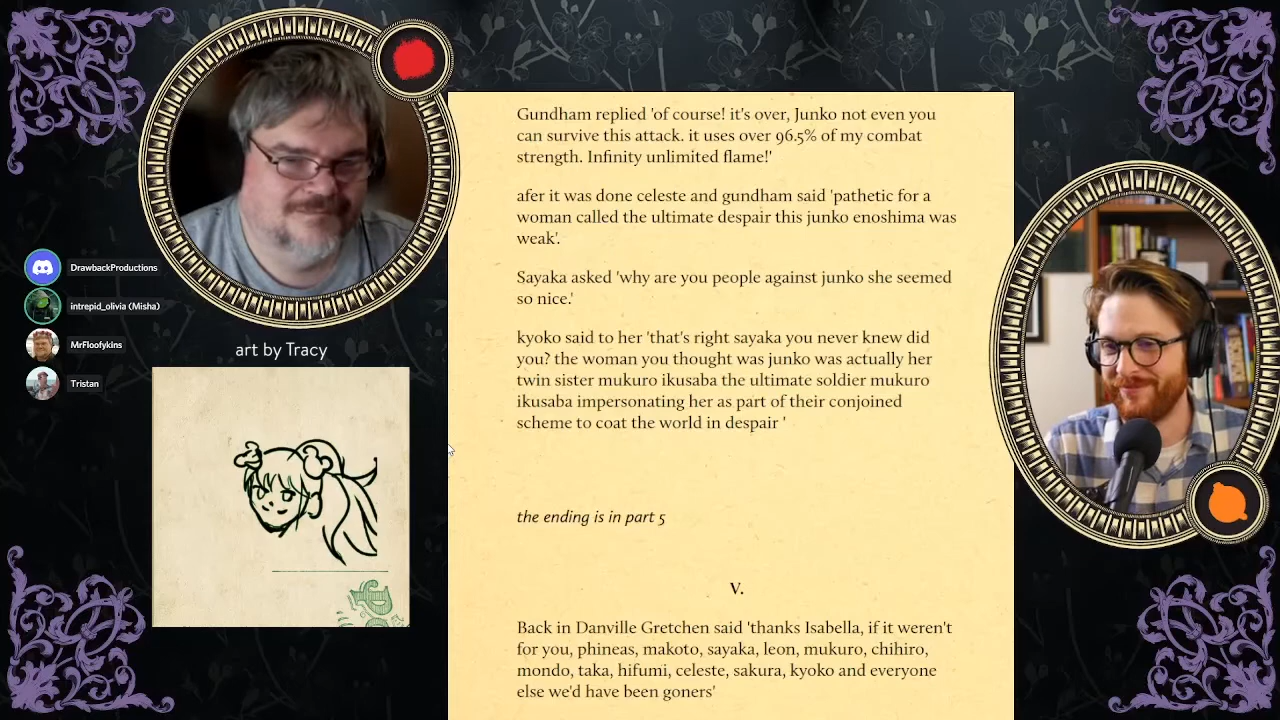 Gundham replied 'of course! it's over, Junko not even you
can survive this attack. it uses over 96.5% of my combat
strength. Infinity unlimited flame!'
afer it was done celeste and gundham said 'pathetic for a
woman called the ultimate despair this junko enoshima was
weak'.
Sayaka asked 'why are you people against junko she seemed
so nice.'
kyoko said to her 'that's right sayaka you never knew did
you? the woman you thought was junko was actually her
twin sister mukuro ikusaba the ultimate soldier mukuro
ikusaba impersonating her as part of their conjoined
scheme to coat the world in despair '
the ending is in part 5
V.
Back in Danville Gretchen said 'thanks Isabella, if it weren't
for you, phineas, makoto, sayaka, leon, mukuro, chihiro,
mondo, taka, hifumi, celeste, sakura, kyoko and everyone
else we'd have been goners'
DrawbackProductions
intrepid_olivia (Misha)
MrFloofykins
Tristan
art by Tracy